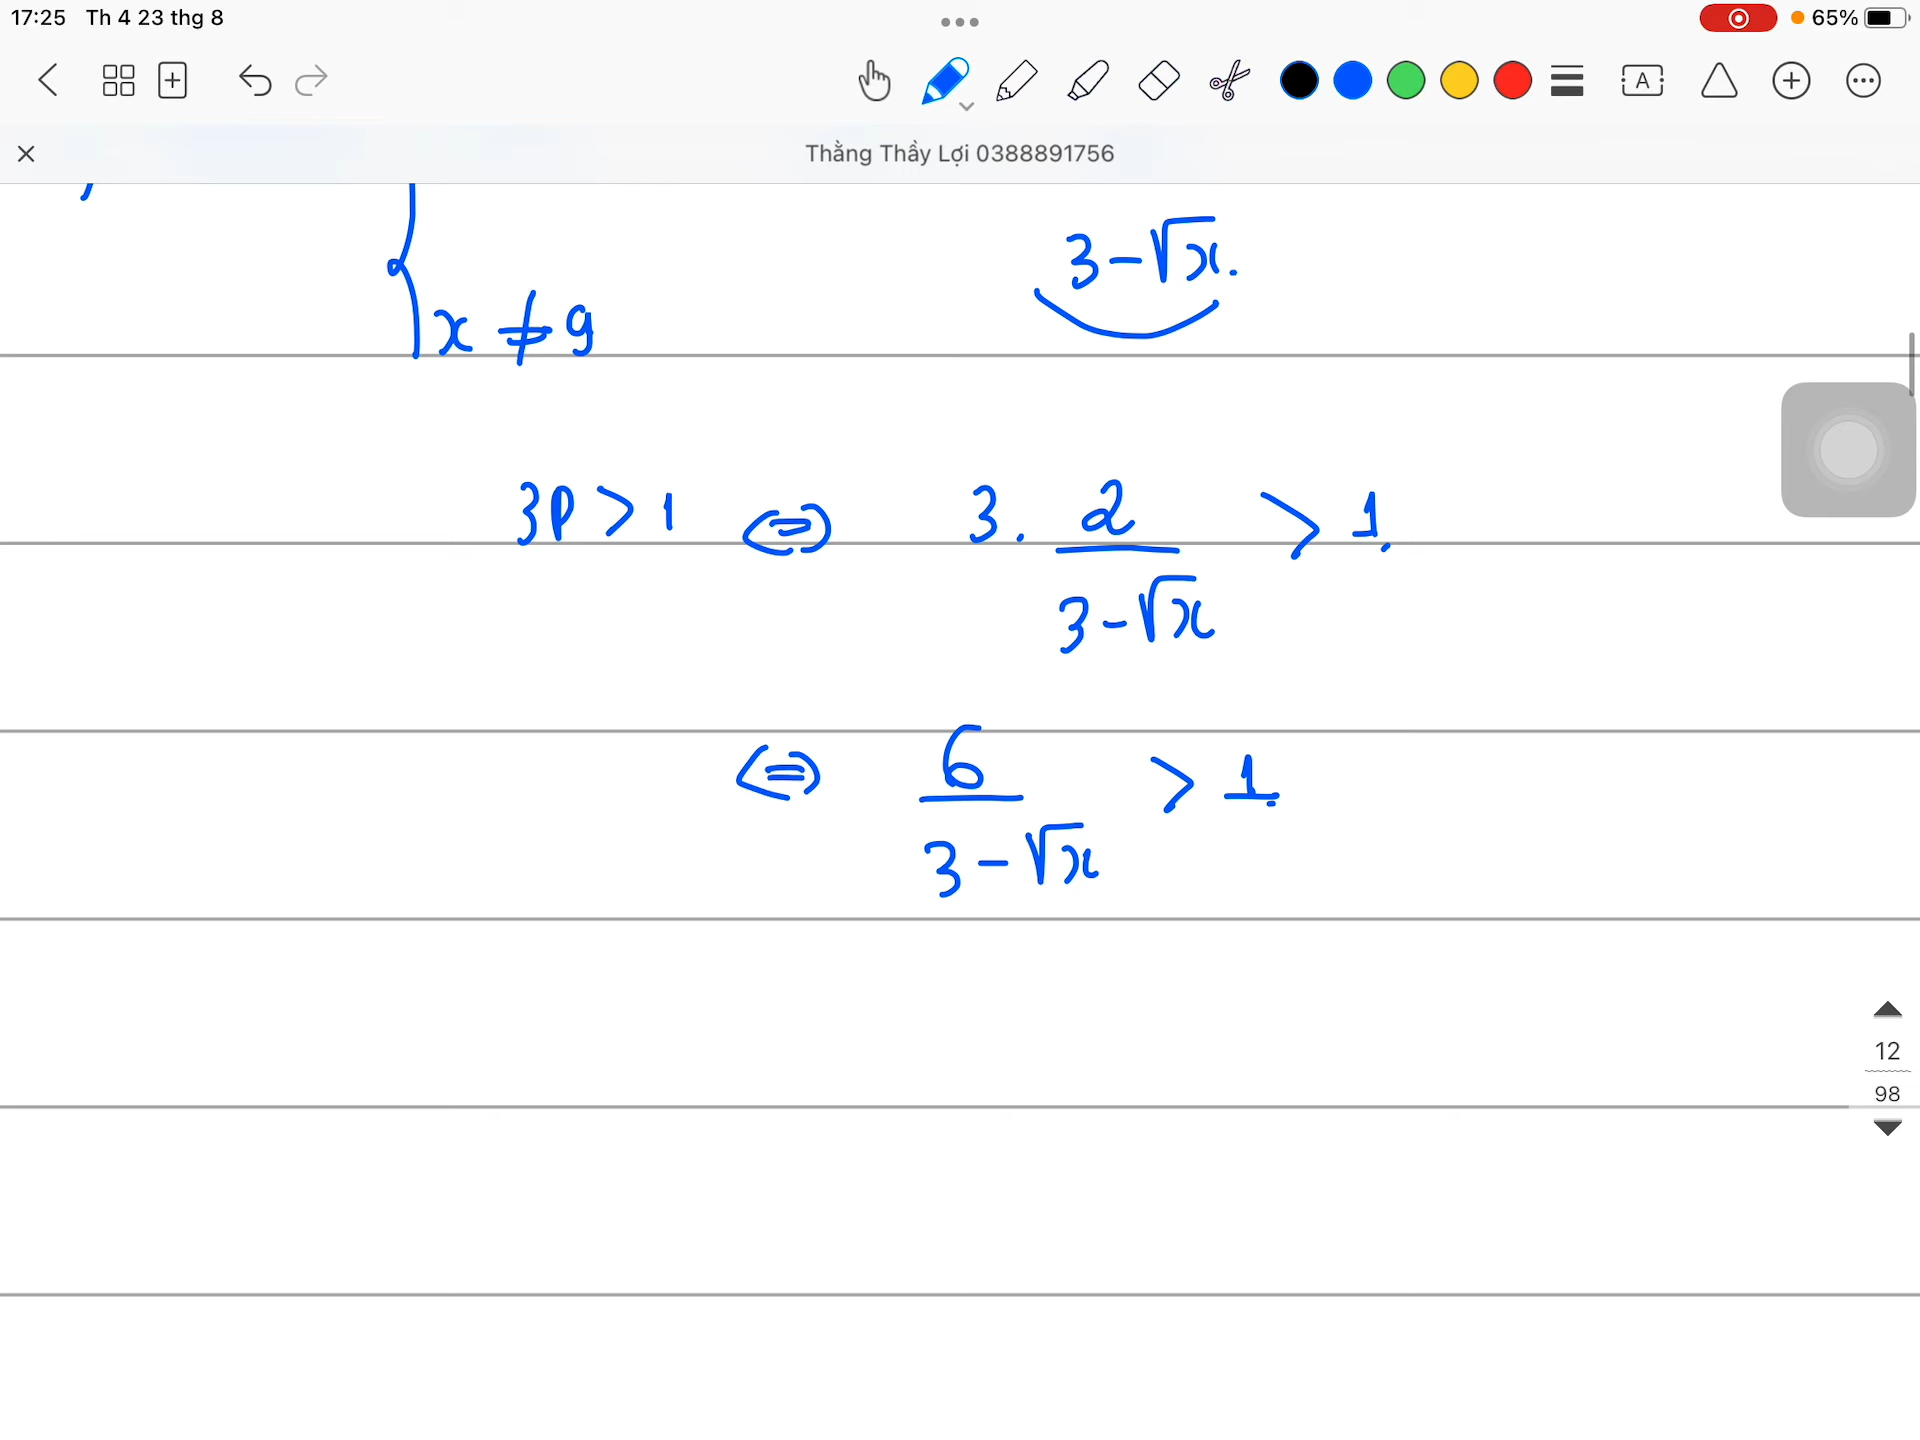 17:25 Th 4 23 thg 8
65%
A
Thằng Thầy Lợi 0388891756
3-√x.
x ≠ 9
3P > 1 <=> 3. 2/(3-√x) > 1.
<=> 6/(3-√x) > 1.
12
98